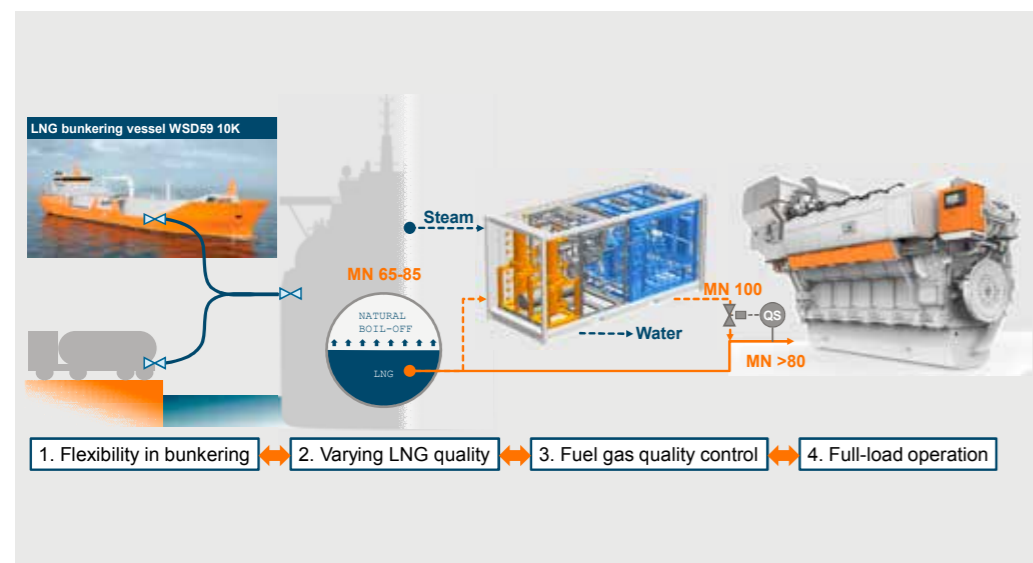 LNG bunkering vessel WSD59 10K
Steam
MN 65-85
NATURAL
BOIL-OFF
LNG
MN 100
QS
Water
MN >80
1. Flexibility in bunkering
2. Varying LNG quality
3. Fuel gas quality control
4. Full-load operation